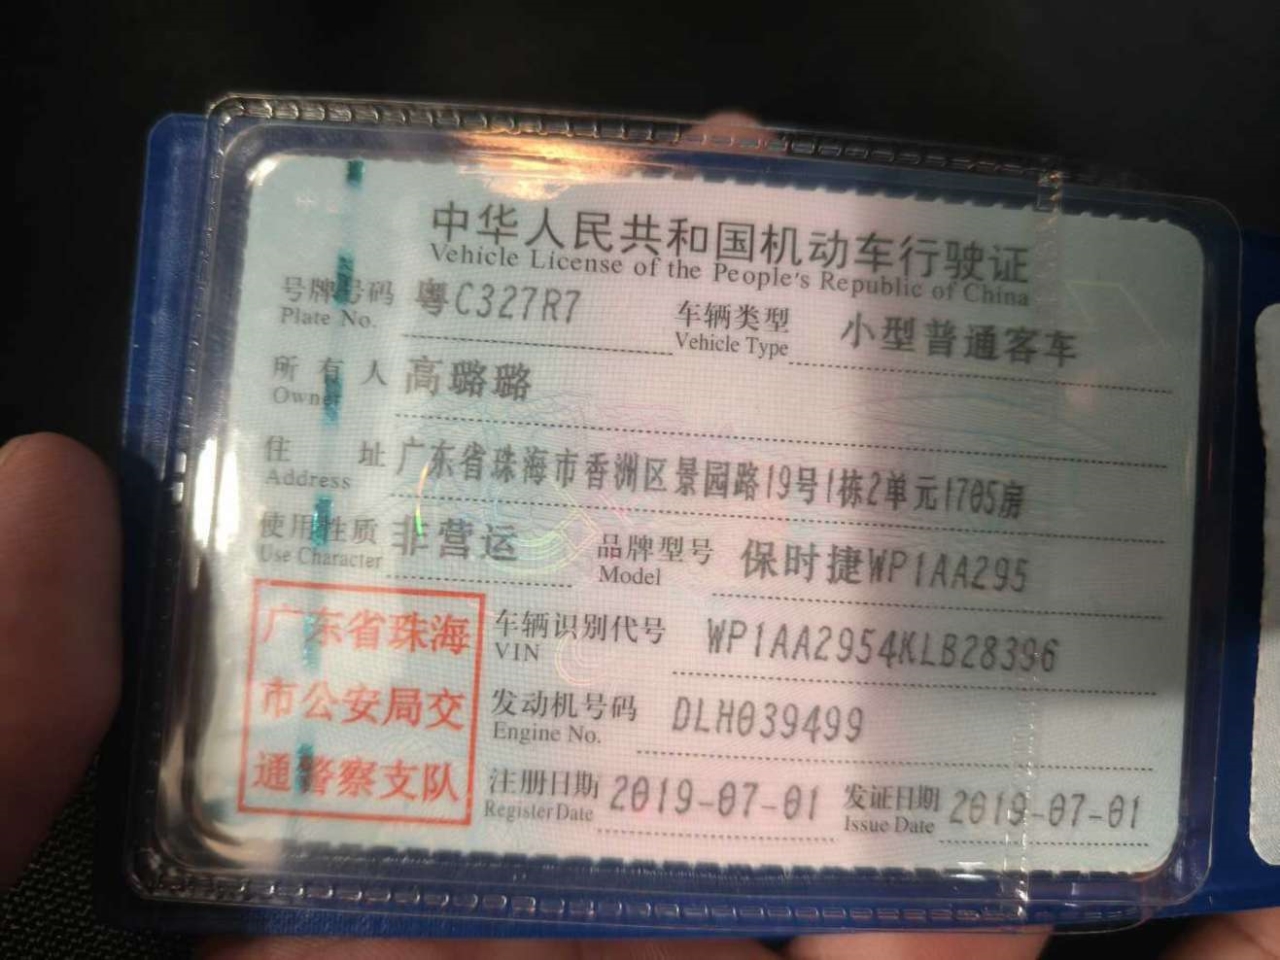 中华人民共和国机动车行驶证
Vehicle License of the People's Republic of China
号牌号码 粤C327R7 车辆类型 小型普通客车
Plate No. Vehicle Type
所有人 高璐璐
Owner
住址 广东省珠海市香洲区景园路19号1栋2单元1705房
Address
使用性质 非营运 品牌型号 保时捷WP1AA295
Use Character Model
广东省珠海
市公安局交
通警察支队
车辆识别代号 WP1AA2954KLB28396
VIN
发动机号码 DLH039499
Engine No.
注册日期 2019-07-01 发证日期 2019-07-01
Register Date Issue Date